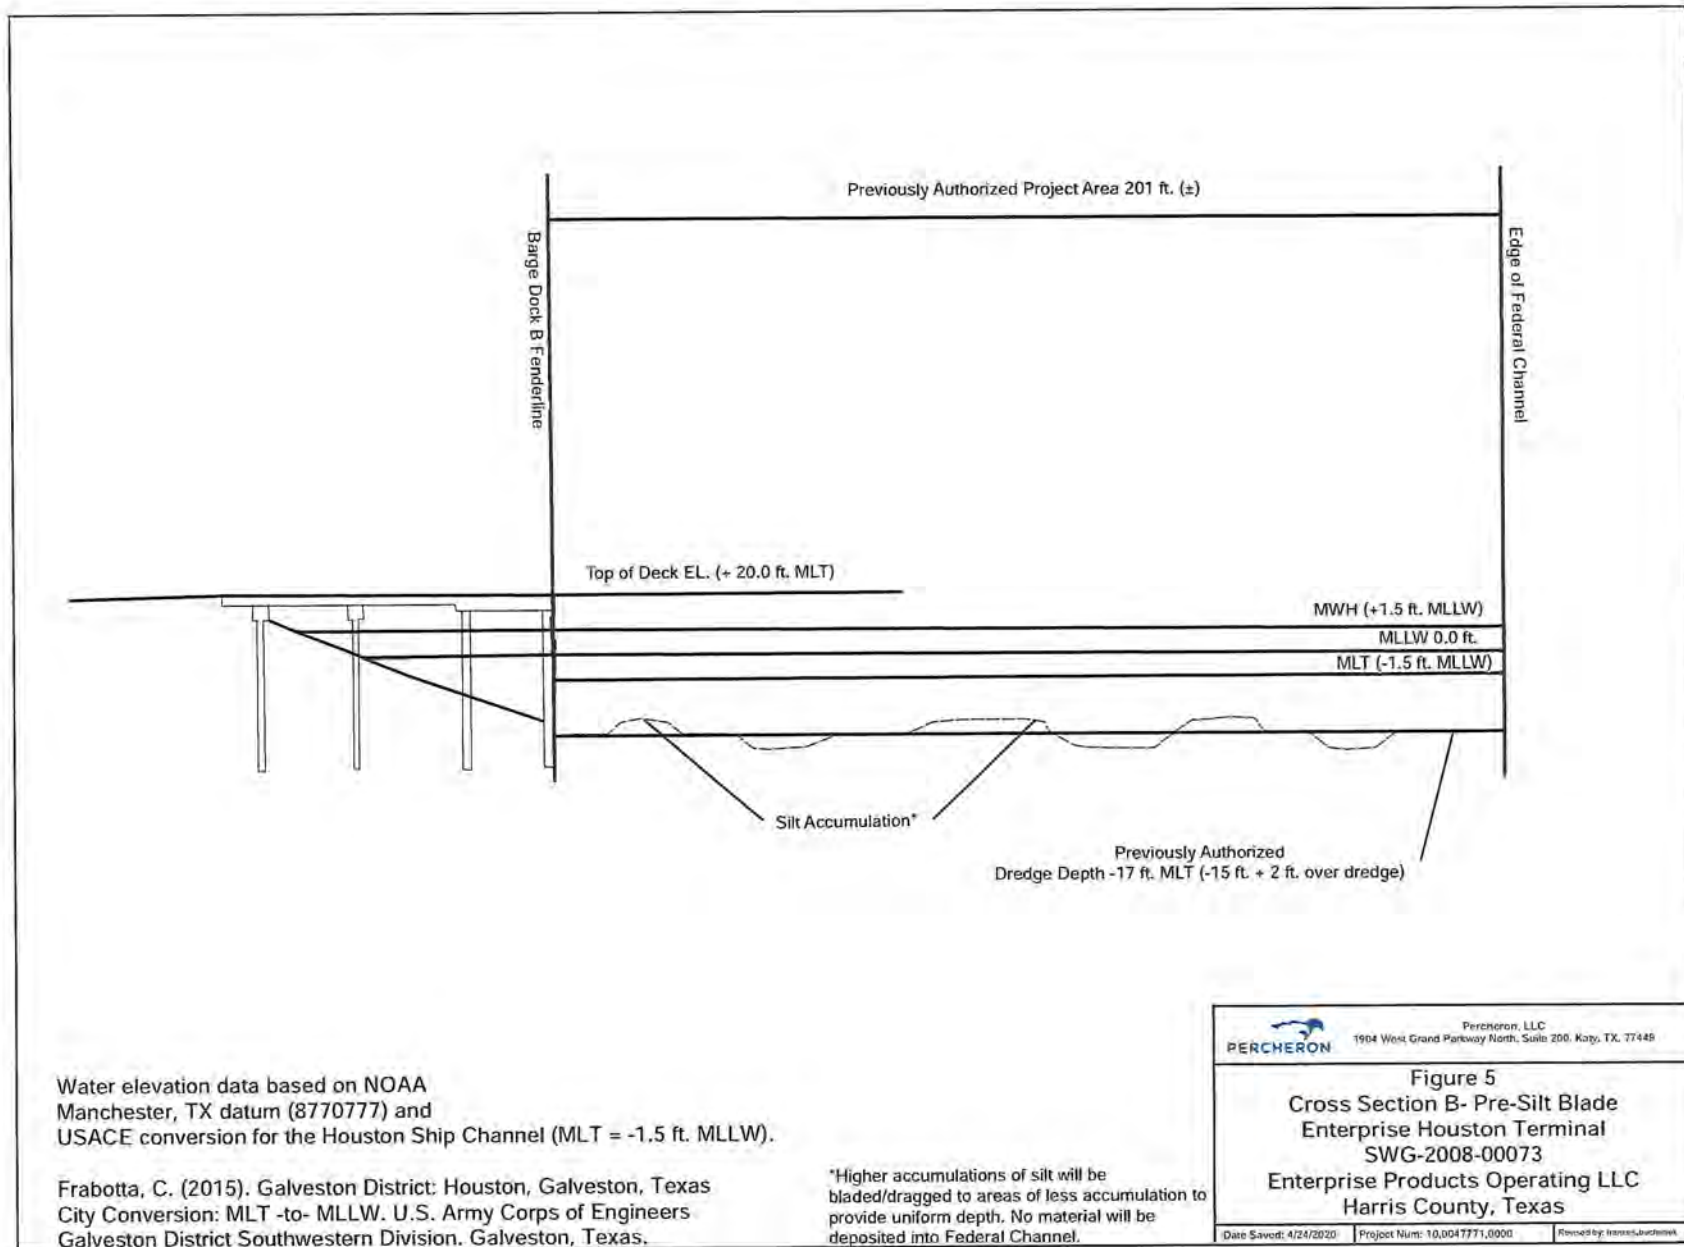 Previously Authorized Project Area 201 ft. (±)
Barge Dock B Fenderline
Edge of Federal Channel
Top of Deck EL. (+ 20.0 ft. MLT)
MWH (+1.5 ft. MLLW)
MLLW 0.0 ft.
MLT (-1.5 ft. MLLW)
Silt Accumulation*
Previously Authorized
Dredge Depth -17 ft. MLT (-15 ft. + 2 ft. over dredge)
Water elevation data based on NOAA
Manchester, TX datum (8770777) and
USACE conversion for the Houston Ship Channel (MLT = -1.5 ft. MLLW).
Frabotta, C. (2015). Galveston District: Houston, Galveston, Texas
City Conversion: MLT -to- MLLW. U.S. Army Corps of Engineers
Galveston District Southwestern Division. Galveston, Texas.
*Higher accumulations of silt will be
bladed/dragged to areas of less accumulation to
provide uniform depth. No material will be
deposited into Federal Channel.
PERCHERON
Percheron, LLC
1904 West Grand Parkway North, Suite 200, Katy, TX, 77449
Figure 5
Cross Section B- Pre-Silt Blade
Enterprise Houston Terminal
SWG-2008-00073
Enterprise Products Operating LLC
Harris County, Texas
Date Saved: 4/24/2020
Project Num: 10.0047771.0000
Revised by: